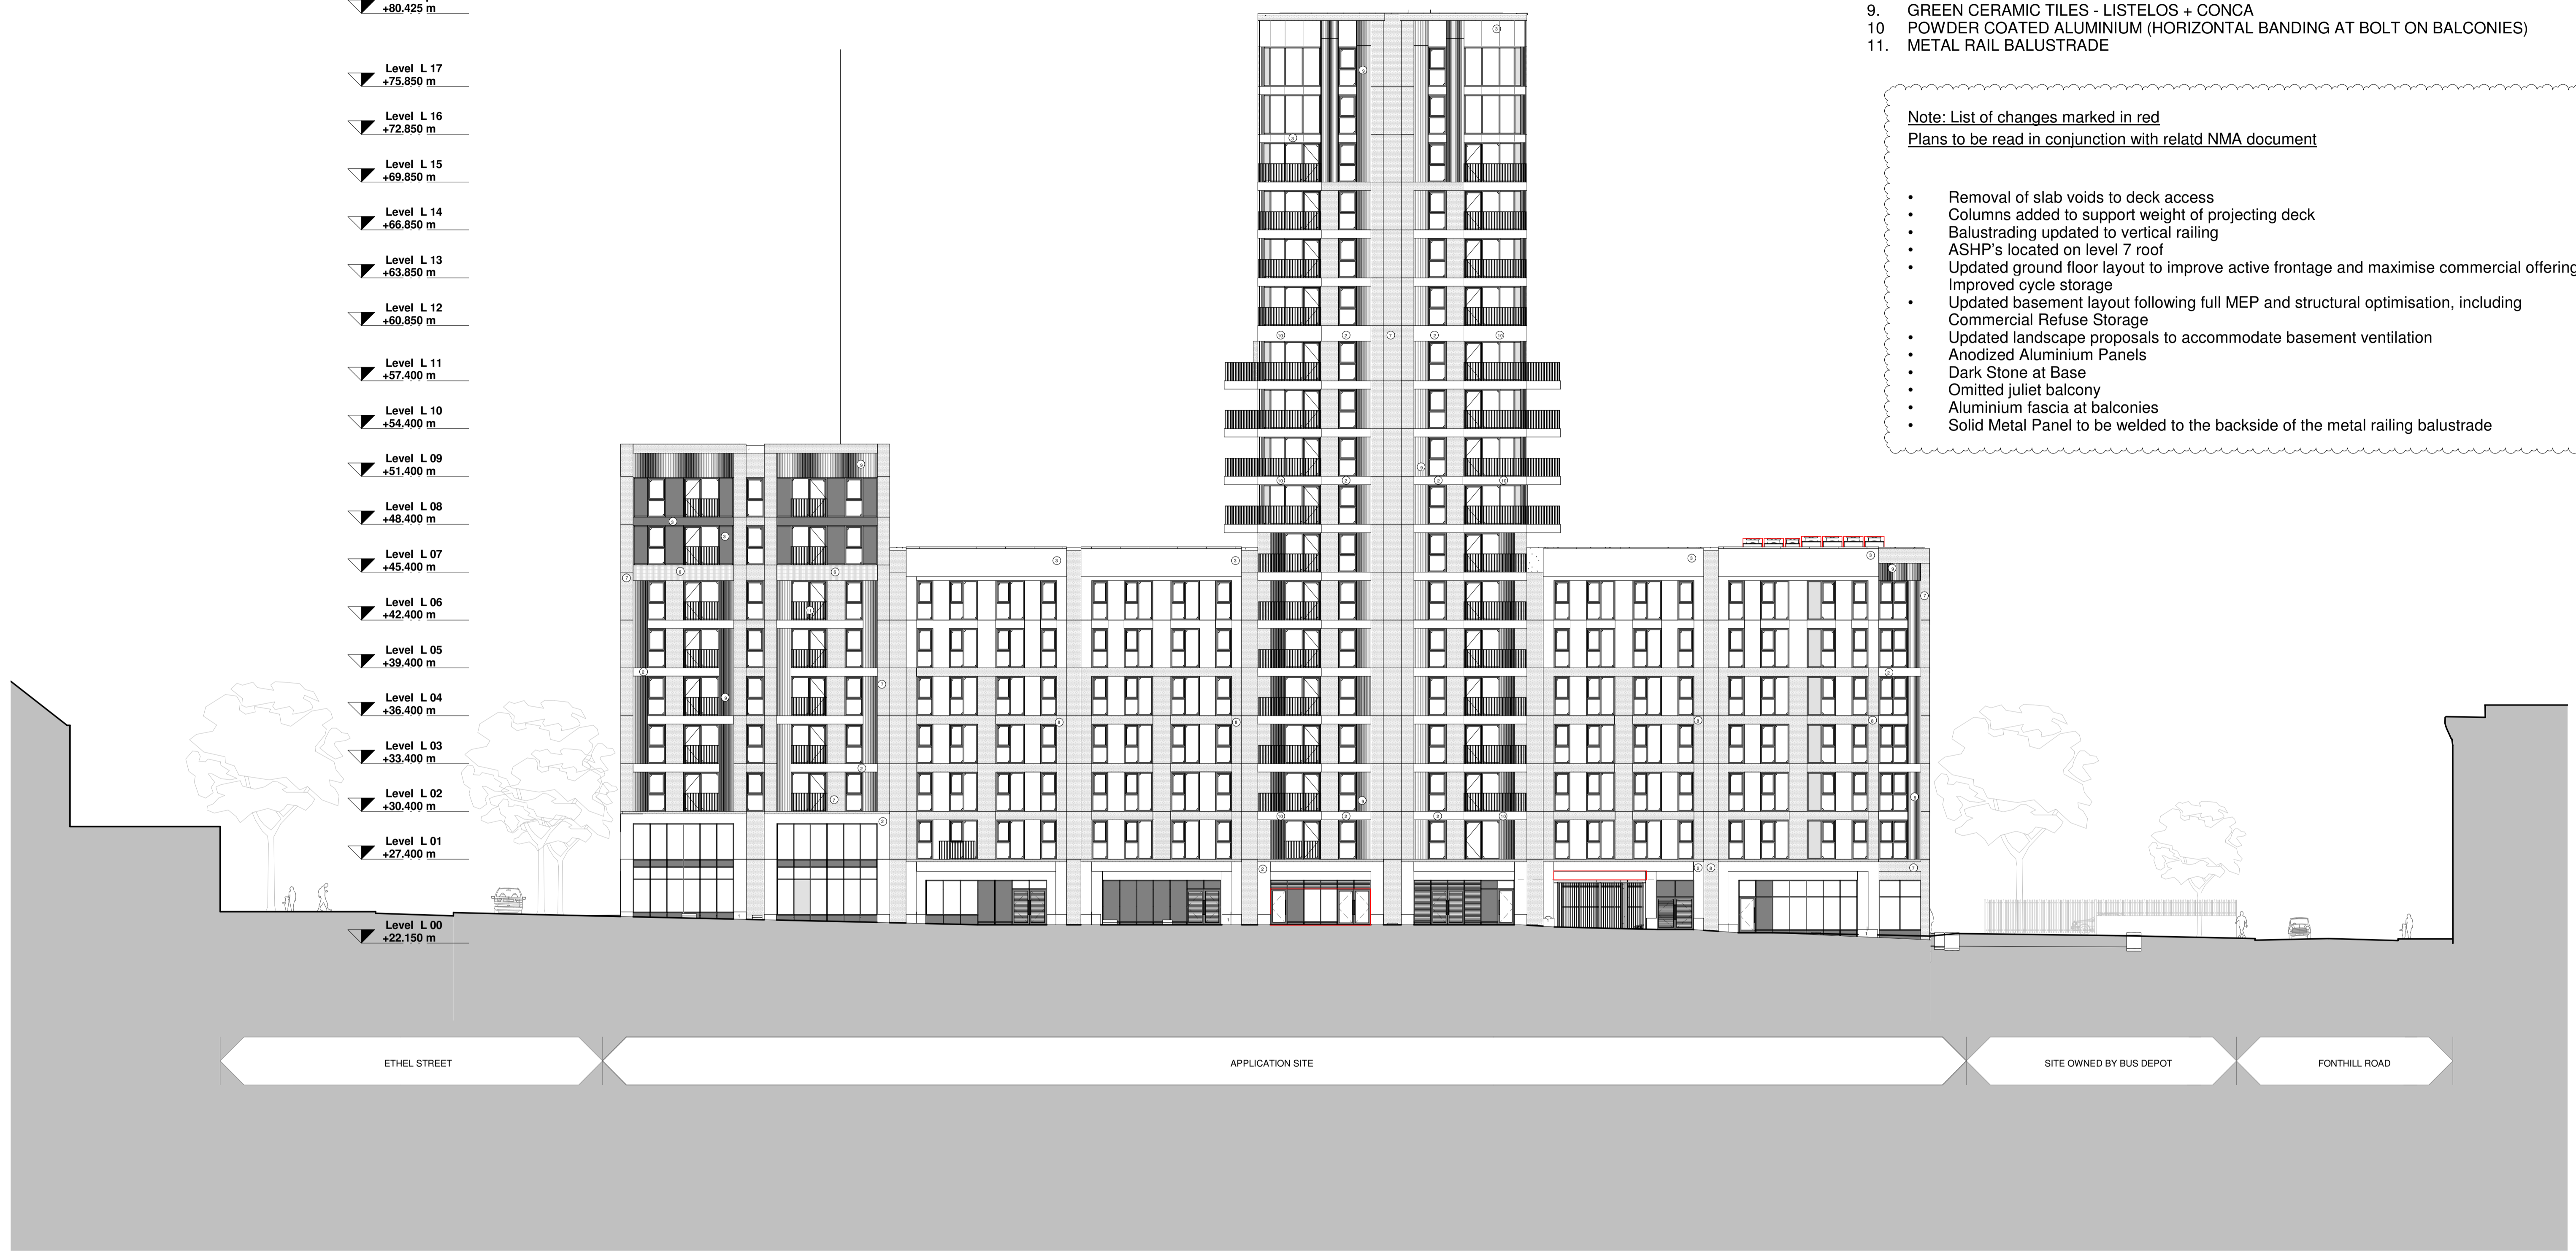 +80.425 m
9. GREEN CERAMIC TILES - LISTELOS + CONCA
10 POWDER COATED ALUMINIUM (HORIZONTAL BANDING AT BOLT ON BALCONIES)
11. METAL RAIL BALUSTRADE
Note: List of changes marked in red
Plans to be read in conjunction with relatd NMA document
• Removal of slab voids to deck access
• Columns added to support weight of projecting deck
• Balustrading updated to vertical railing
• ASHP's located on level 7 roof
• Updated ground floor layout to improve active frontage and maximise commercial offering
Improved cycle storage
• Updated basement layout following full MEP and structural optimisation, including
Commercial Refuse Storage
• Updated landscape proposals to accommodate basement ventilation
• Anodized Aluminium Panels
• Dark Stone at Base
• Omitted juliet balcony
• Aluminium fascia at balconies
• Solid Metal Panel to be welded to the backside of the metal railing balustrade
Level L 17
+75.850 m
Level L 16
+72.850 m
Level L 15
+69.850 m
Level L 14
+66.850 m
Level L 13
+63.850 m
Level L 12
+60.850 m
Level L 11
+57.400 m
Level L 10
+54.400 m
Level L 09
+51.400 m
Level L 08
+48.400 m
Level L 07
+45.400 m
Level L 06
+42.400 m
Level L 05
+39.400 m
Level L 04
+36.400 m
Level L 03
+33.400 m
Level L 02
+30.400 m
Level L 01
+27.400 m
Level L 00
+22.150 m
ETHEL STREET
APPLICATION SITE
SITE OWNED BY BUS DEPOT
FONTHILL ROAD